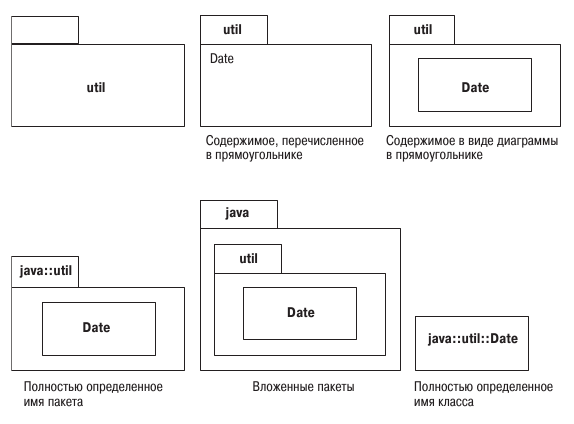 util
util
Date
Содержимое, перечисленное
в прямоугольнике
util
Date
Содержимое в виде диаграммы
в прямоугольнике
java::util
Date
Полностью определенное
имя пакета
java
util
Date
Вложенные пакеты
java::util::Date
Полностью определенное
имя класса